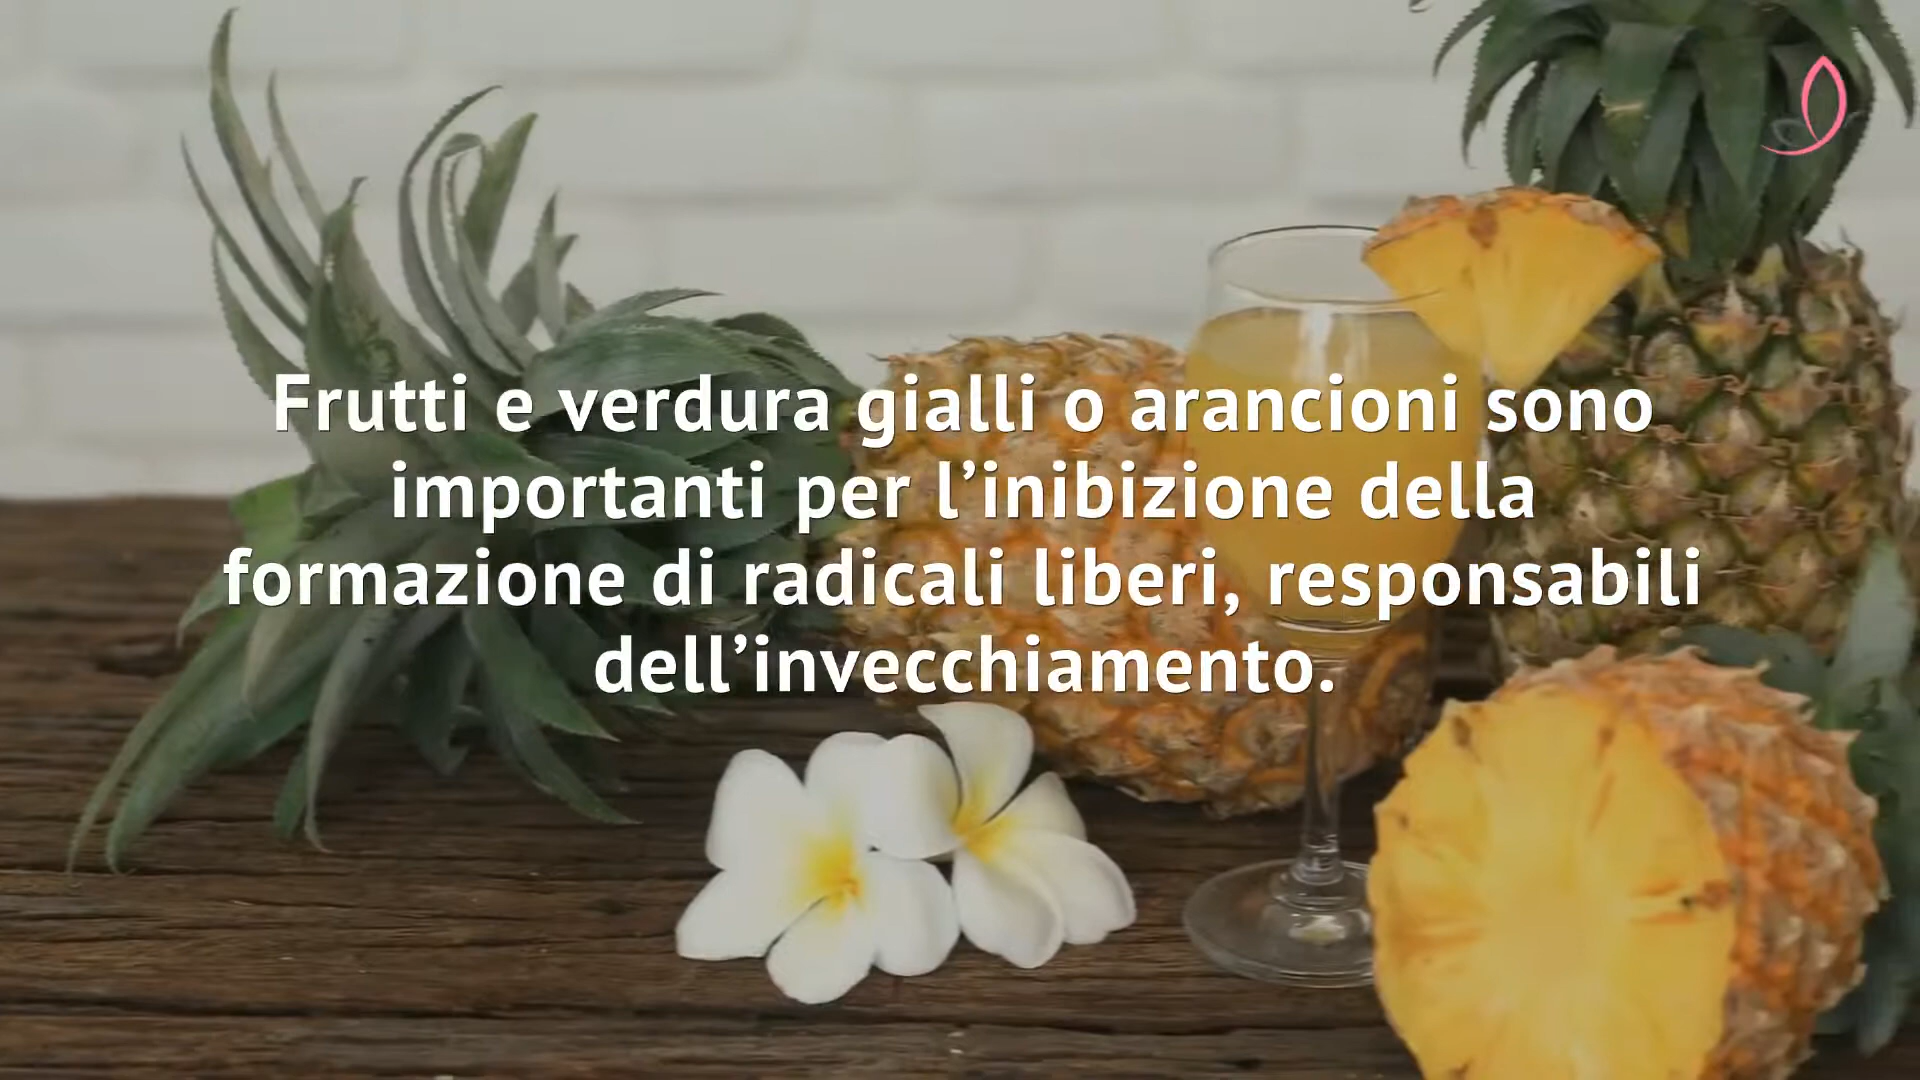 Frutti e verdura gialli o arancioni sono
importanti per l’inibizione della
formazione di radicali liberi, responsabili
dell’invecchiamento.